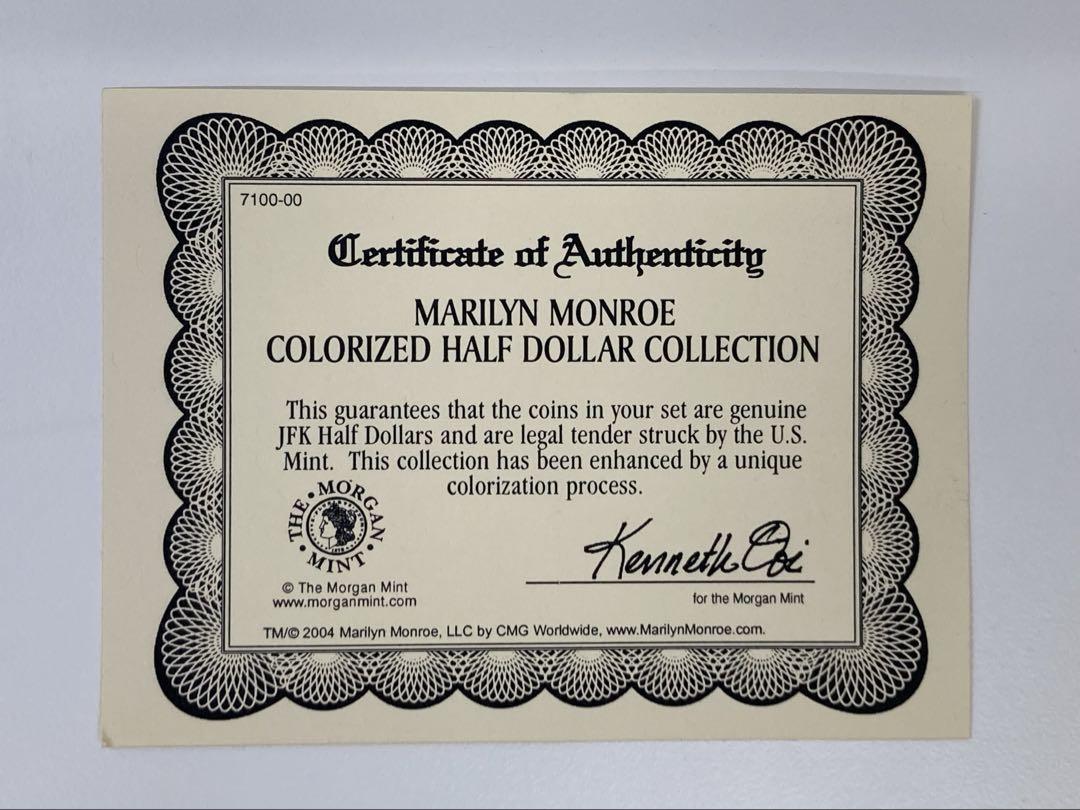 7100-00
Certificate of Authenticity
MARILYN MONROE
COLORIZED HALF DOLLAR COLLECTION
This guarantees that the coins in your set are genuine
JFK Half Dollars and are legal tender struck by the U.S.
Mint. This collection has been enhanced by a unique
colorization process.
THE • MORGAN • MINT •
Kenneth
© The Morgan Mint
www.morganmint.com
for the Morgan Mint
TM/© 2004 Marilyn Monroe, LLC by CMG Worldwide, www.MarilynMonroe.com.